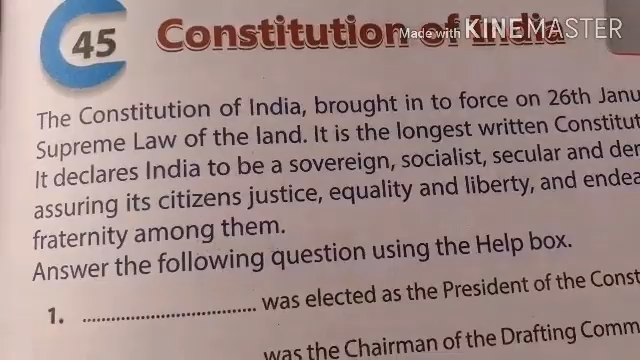 45
Constitution of India
Made with KINEMASTER
The Constitution of India, brought in to force on 26th Janu
Supreme Law of the land. It is the longest written Constitut
It declares India to be a sovereign, socialist, secular and der
assuring its citizens justice, equality and liberty, and endea
fraternity among them.
Answer the following question using the Help box.
1. .................................... was elected as the President of the Const
was the Chairman of the Drafting Comm